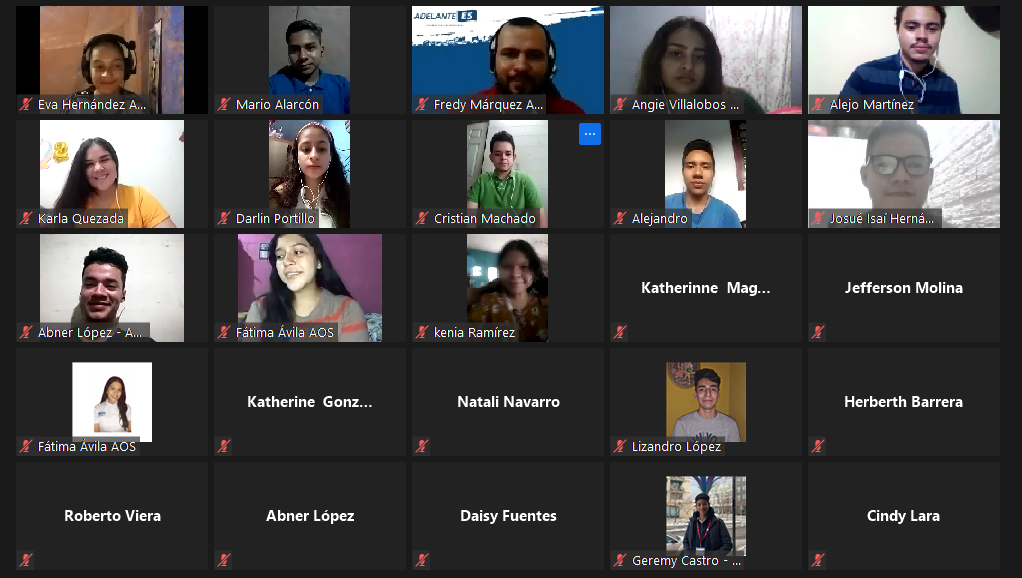 ADELANTE ES
Eva Hernández A...
Mario Alarcón
Fredy Márquez A...
Angie Villalobos ...
Alejo Martínez
Karla Quezada
Darlin Portillo
Cristian Machado
Alejandro
Josué Isaí Herná...
Abner López - A...
Fátima Ávila AOS
kenia Ramírez
Katherinne Mag...
Jefferson Molina
Fátima Ávila AOS
Katherine Gonz...
Natali Navarro
Lizandro López
Herberth Barrera
Roberto Viera
Abner López
Daisy Fuentes
Geremy Castro - ...
Cindy Lara